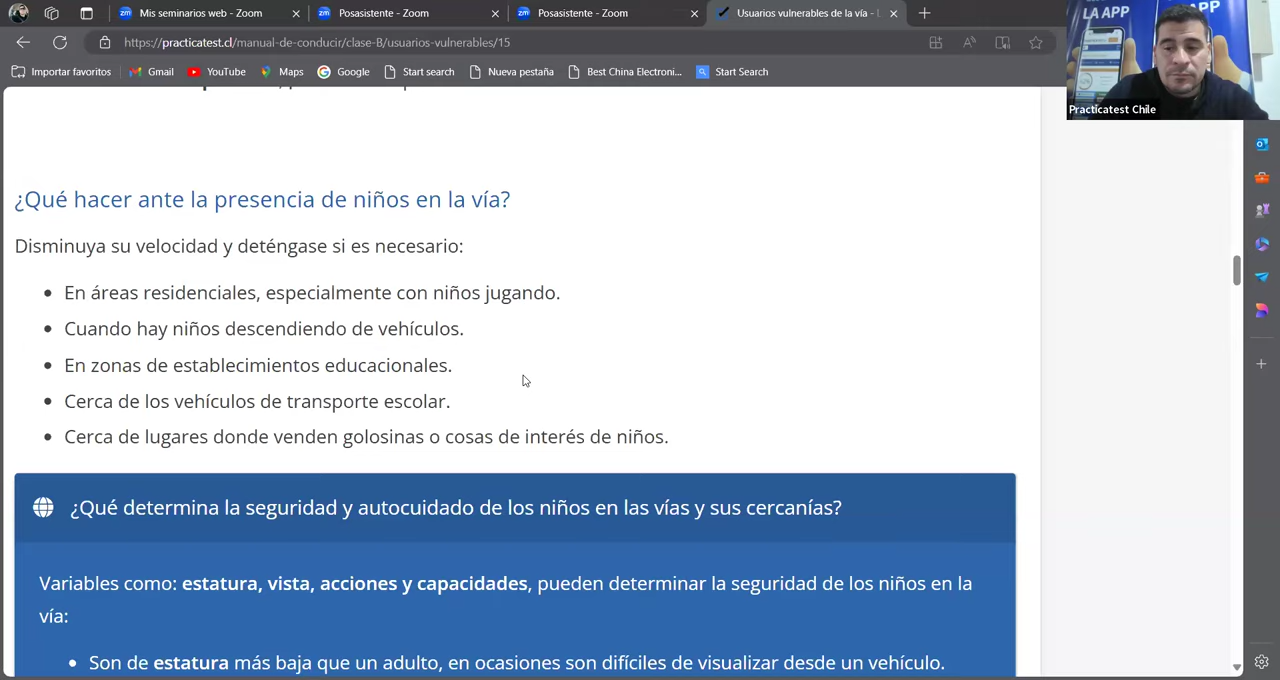 Mis seminarios web - Zoom
Posasistente - Zoom
Posasistente - Zoom
Usuarios vulnerables de la vía - L
https://practicatest.cl/manual-de-conducir/clase-B/usuarios-vulnerables/15
Importar favoritos
Gmail
YouTube
Maps
Google
Start search
Nueva pestaña
Best China Electroni...
Start Search
LA APP
Practicatest Chile
¿Qué hacer ante la presencia de niños en la vía?
Disminuya su velocidad y deténgase si es necesario:
• En áreas residenciales, especialmente con niños jugando.
• Cuando hay niños descendiendo de vehículos.
• En zonas de establecimientos educacionales.
• Cerca de los vehículos de transporte escolar.
• Cerca de lugares donde venden golosinas o cosas de interés de niños.
¿Qué determina la seguridad y autocuidado de los niños en las vías y sus cercanías?
Variables como: estatura, vista, acciones y capacidades, pueden determinar la seguridad de los niños en la
vía:
• Son de estatura más baja que un adulto, en ocasiones son difíciles de visualizar desde un vehículo.